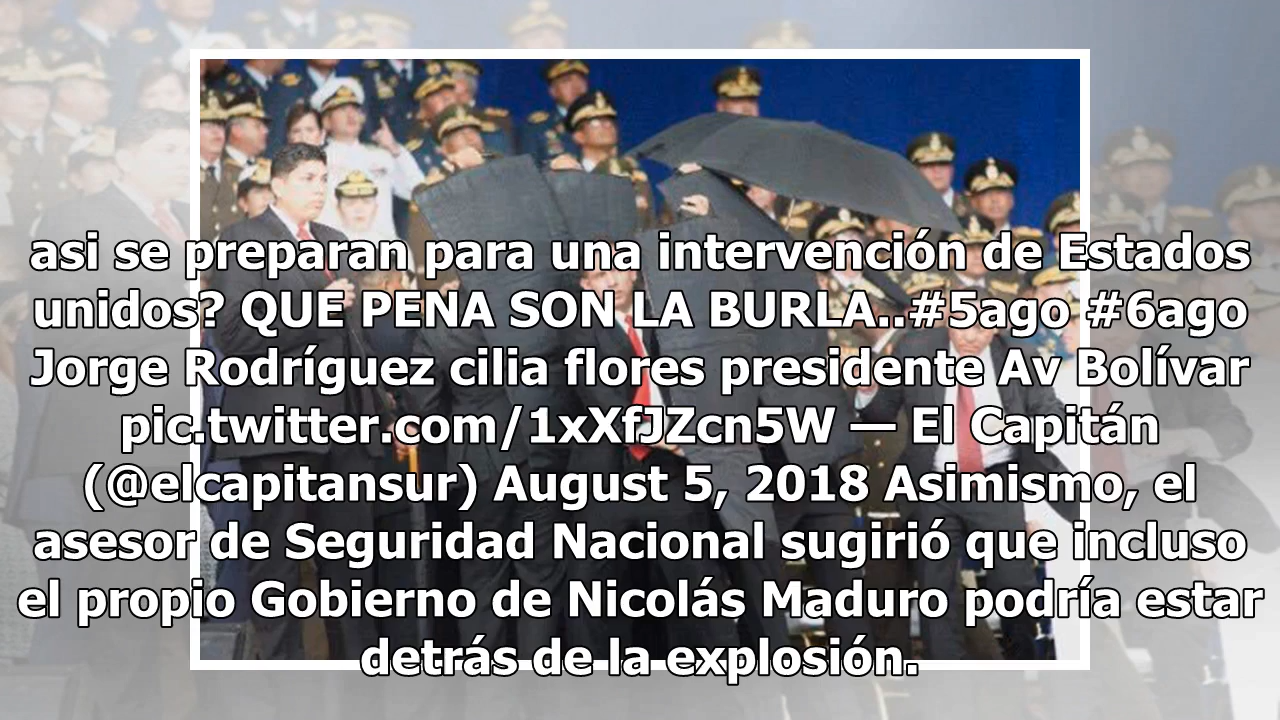 asi se preparan para una intervención de Estados
unidos? QUE PENA SON LA BURLA..#5ago #6ago
Jorge Rodríguez cilia flores presidente Av Bolívar
pic.twitter.com/1xXfJZcn5W — El Capitán
(@elcapitansur) August 5, 2018 Asimismo, el
asesor de Seguridad Nacional sugirió que incluso
el propio Gobierno de Nicolás Maduro podría estar
detrás de la explosión.